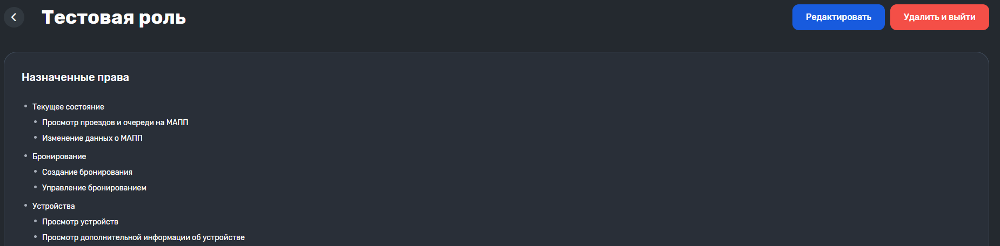 Тестовая роль
Редактировать
Удалить и выйти
Назначенные права
Текущее состояние
Просмотр проездов и очереди на МАПП
Изменение данных о МАПП
Бронирование
Создание бронирования
Управление бронированием
Устройства
Просмотр устройств
Просмотр дополнительной информации об устройстве